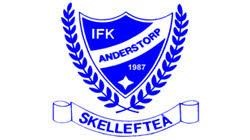 IFK
ANDERSTORP
1987
SKELLEFTEÅ